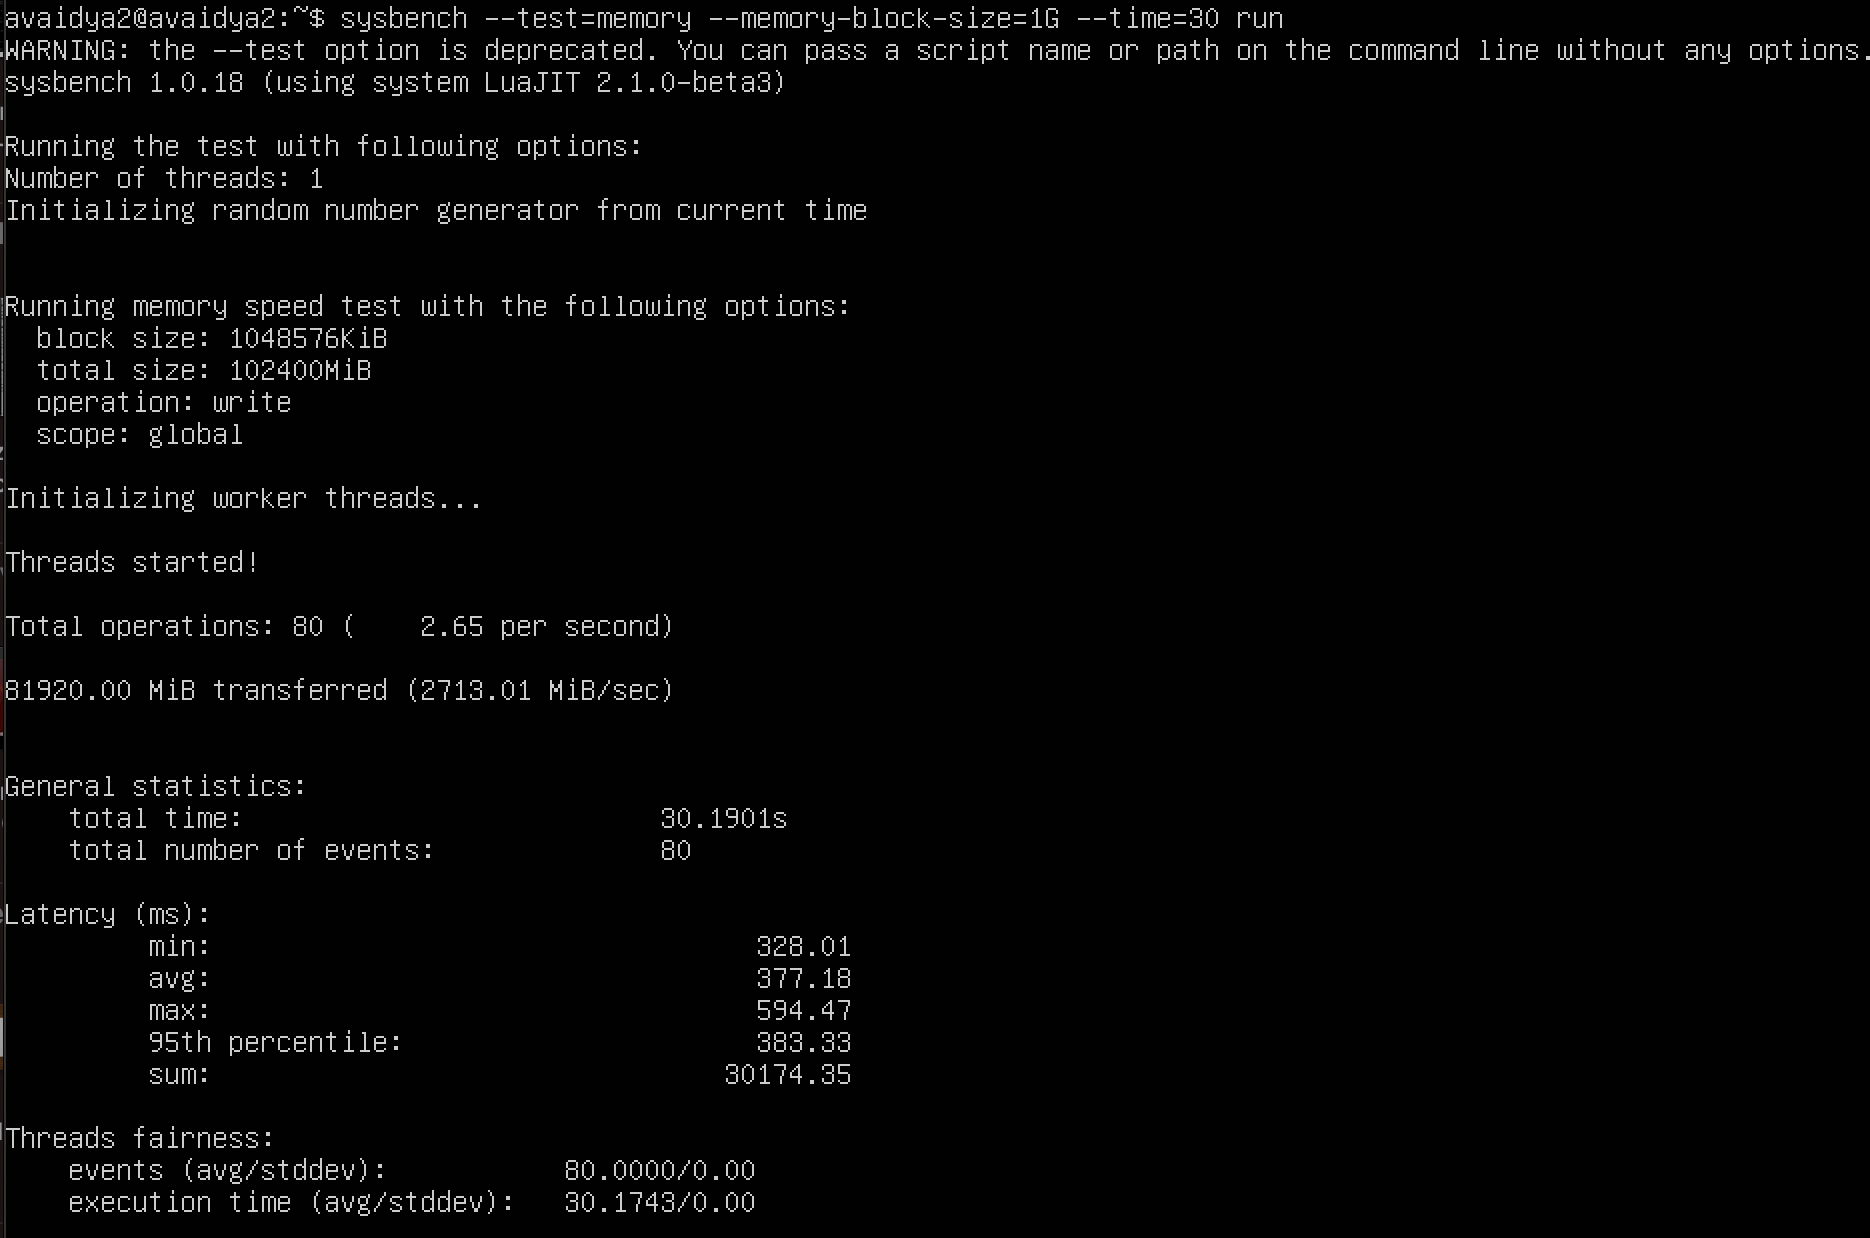 avaidya2@avaidya2:~$ sysbench --test=memory --memory-block-size=1G --time=30 run
WARNING: the --test option is deprecated. You can pass a script name or path on the command line without any options.
sysbench 1.0.18 (using system LuaJIT 2.1.0-beta3)
Running the test with following options:
Number of threads: 1
Initializing random number generator from current time
Running memory speed test with the following options:
block size: 1048576KiB
total size: 102400MiB
operation: write
scope: global
Initializing worker threads...
Threads started!
Total operations: 80 (    2.65 per second)
81920.00 MiB transferred (2713.01 MiB/sec)
General statistics:
total time: 30.1901s
total number of events: 80
Latency (ms):
min: 328.01
avg: 377.18
max: 594.47
95th percentile: 383.33
sum: 30174.35
Threads fairness:
events (avg/stddev): 80.0000/0.00
execution time (avg/stddev): 30.1743/0.00